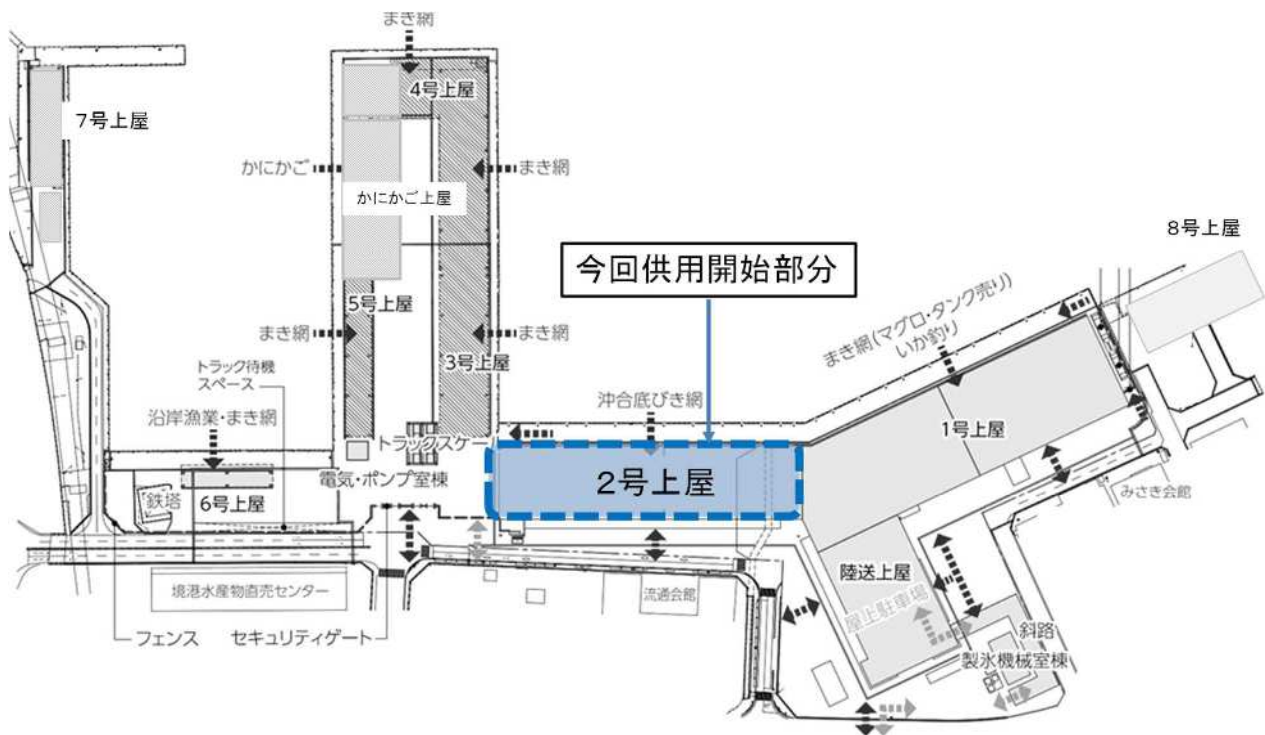 まき網
4号上屋
7号上屋
かにかご
まき網
かにかご上屋
8号上屋
今回供用開始部分
5号上屋
まき網
まき網
3号上屋
まき網(マグロ・タンク売り)
いか釣り
トラック待機
スペース
沿岸漁業・まき網
沖合底びき網
1号上屋
トラックスケー
電気・ポンプ室棟
2号上屋
鉄塔
6号上屋
みさき会館
陸送上屋
境港水産物直売センター
流通会館
屋上駐車場
フェンス
セキュリティゲート
斜路
製氷機械室棟